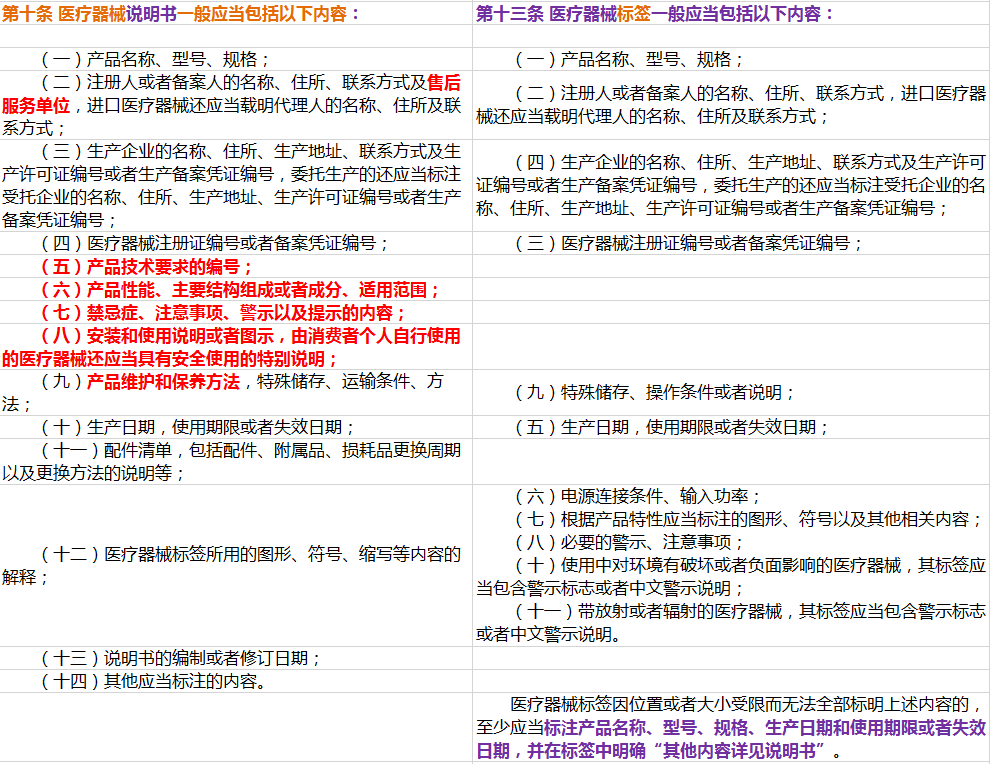 第十条 医疗器械说明书一般应当包括以下内容：
第十三条 医疗器械标签一般应当包括以下内容：
（一）产品名称、型号、规格；
（一）产品名称、型号、规格；
（二）注册人或者备案人的名称、住所、联系方式及售后
服务单位，进口医疗器械还应当载明代理人的名称、住所及联
系方式；
（二）注册人或者备案人的名称、住所、联系方式，进口医疗器
械还应当载明代理人的名称、住所及联系方式；
（三）生产企业的名称、住所、生产地址、联系方式及生
产许可证编号或者生产备案凭证编号，委托生产的还应当标注
受托企业的名称、住所、生产地址、生产许可证编号或者生产
备案凭证编号；
（四）生产企业的名称、住所、生产地址、联系方式及生产许可
证编号或者生产备案凭证编号，委托生产的还应当标注受托企业的名
称、住所、生产地址、生产许可证编号或者生产备案凭证编号；
（四）医疗器械注册证编号或者备案凭证编号；
（三）医疗器械注册证编号或者备案凭证编号；
（五）产品技术要求的编号；
（六）产品性能、主要结构组成或者成分、适用范围；
（七）禁忌症、注意事项、警示以及提示的内容；
（八）安装和使用说明或者图示，由消费者个人自行使用
的医疗器械还应当具有安全使用的特别说明；
（九）产品维护和保养方法，特殊储存、运输条件、方
法；
（九）特殊储存、操作条件或者说明；
（十）生产日期，使用期限或者失效日期；
（五）生产日期，使用期限或者失效日期；
（十一）配件清单，包括配件、附属品、损耗品更换周期
以及更换方法的说明等；
（十二）医疗器械标签所用的图形、符号、缩写等内容的
解释；
（六）电源连接条件、输入功率；
（七）根据产品特性应当标注的图形、符号以及其他相关内容；
（八）必要的警示、注意事项；
（十）使用中对环境有破坏或者负面影响的医疗器械，其标签应
当包含警示标志或者中文警示说明；
（十一）带放射或者辐射的医疗器械，其标签应当包含警示标志
或者中文警示说明。
（十三）说明书的编制或者修订日期；
（十四）其他应当标注的内容。
医疗器械标签因位置或者大小受限而无法全部标明上述内容的，
至少应当标注产品名称、型号、规格、生产日期和使用期限或者失效
日期，并在标签中明确“其他内容详见说明书”。